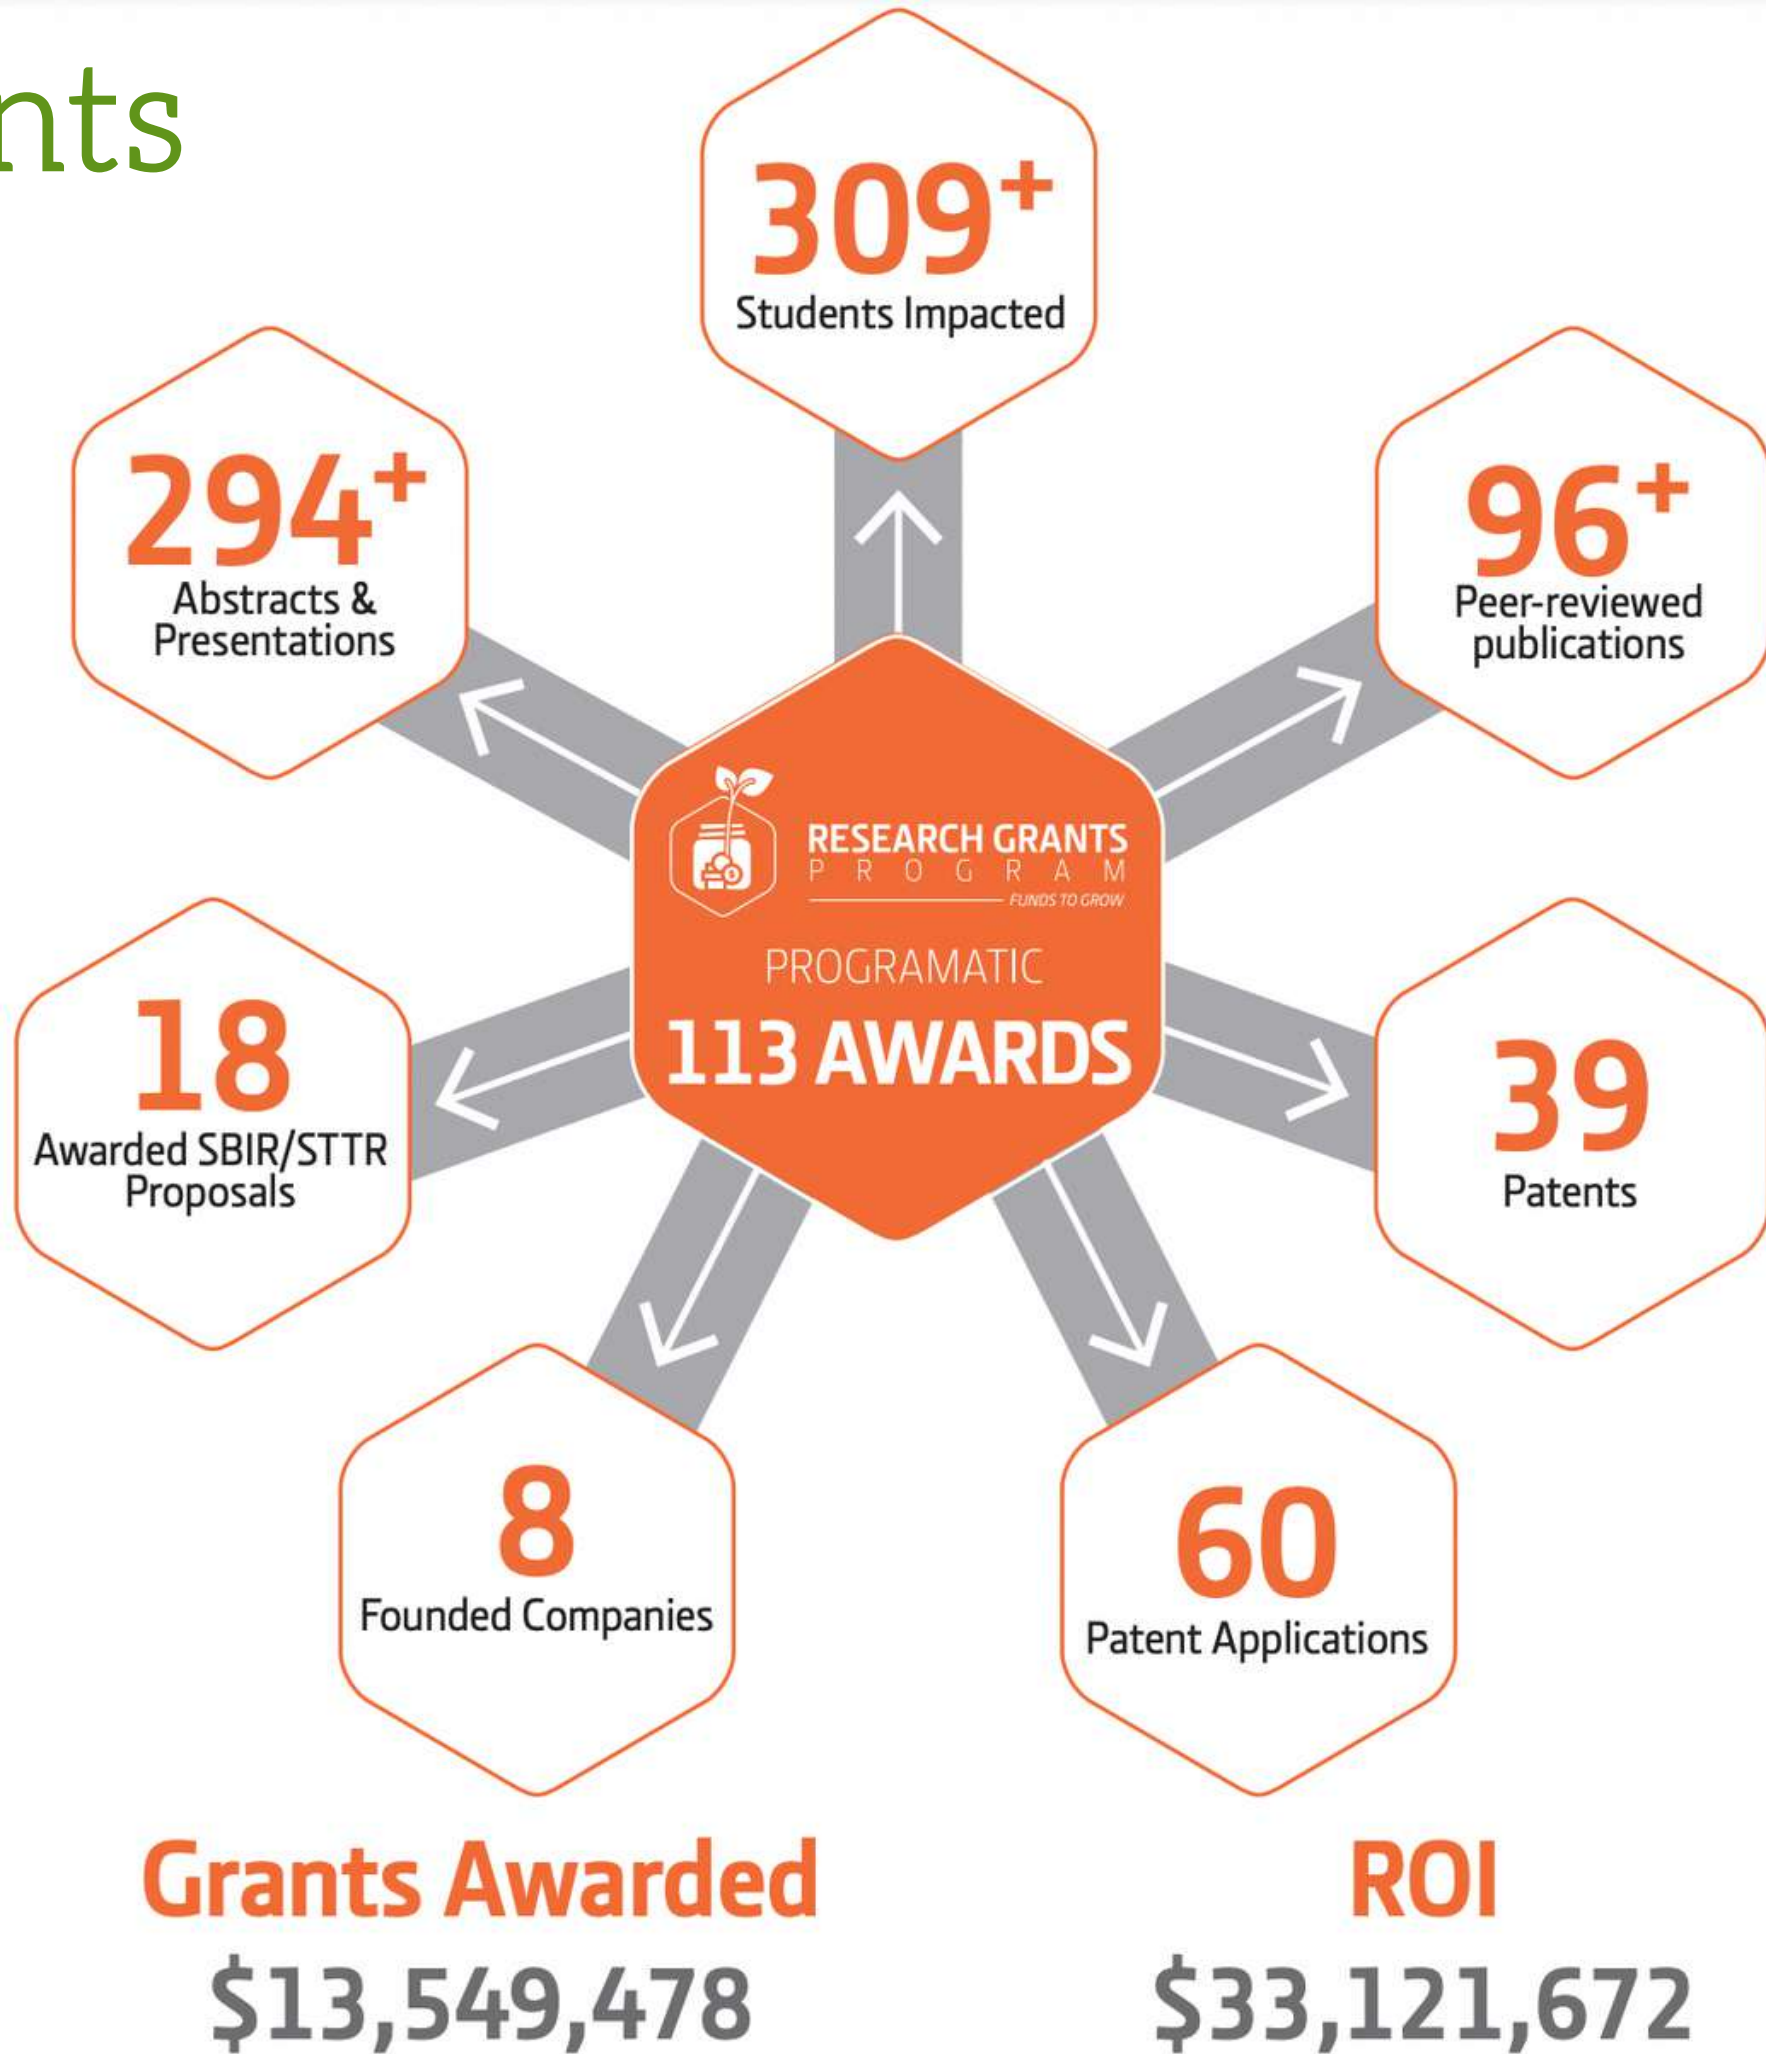 nts
309+
Students Impacted
294+
Abstracts &
Presentations
96+
Peer-reviewed
publications
RESEARCH GRANTS
PROGRAM
FUNDS TO GROW
PROGRAMATIC
113 AWARDS
18
Awarded SBIR/STTR
Proposals
39
Patents
8
Founded Companies
60
Patent Applications
Grants Awarded
$13,549,478
ROI
$33,121,672